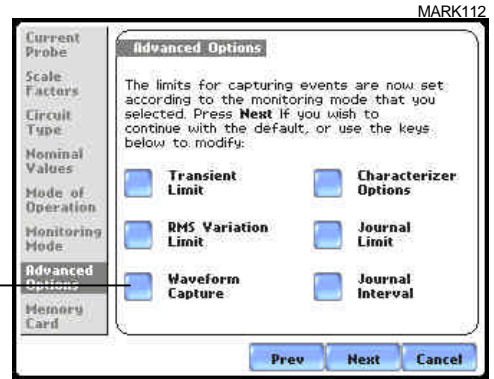 MARK112
Current
Probe
Scale
Factors
Circuit
Type
Nominal
Values
Mode of
Operation
Monitoring
Mode
Advanced
Options
Memory
Card
Advanced Options
The limits for capturing events are now set
according to the monitoring mode that you
selected. Press Next If you wish to
continue with the default, or use the keys
below to modify:
Transient
Limit
Characterizer
Options
RMS Variation
Limit
Journal
Limit
Waveform
Capture
Journal
Interval
Prev
Next
Cancel